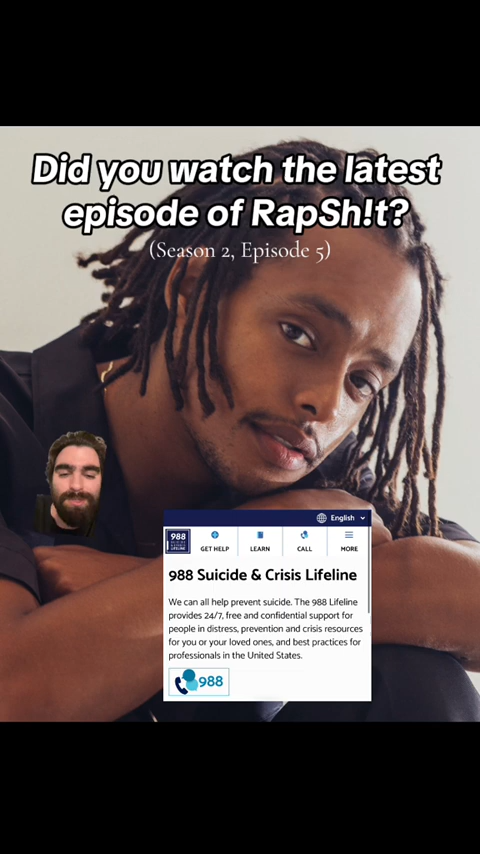 Did you watch the latest
episode of RapSh!t?
(Season 2, Episode 5)
English
988
SUICIDE
& CRISIS
LIFELINE
GET HELP
LEARN
CALL
MORE
988 Suicide & Crisis Lifeline
We can all help prevent suicide. The 988 Lifeline
provides 24/7, free and confidential support for
people in distress, prevention and crisis resources
for you or your loved ones, and best practices for
professionals in the United States.
988